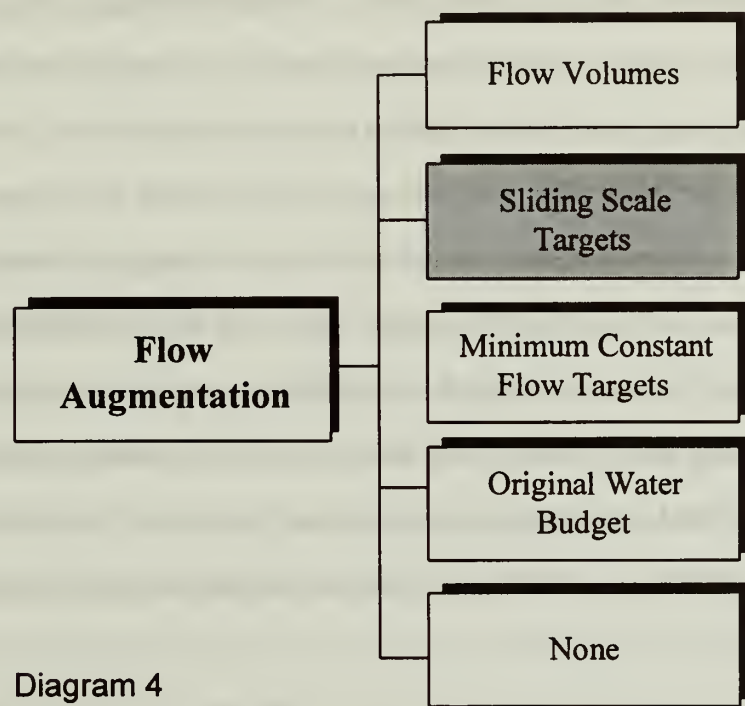 Flow Volumes
Sliding Scale
Targets
Flow
Augmentation
Minimum Constant
Flow Targets
Original Water
Budget
None
Diagram 4